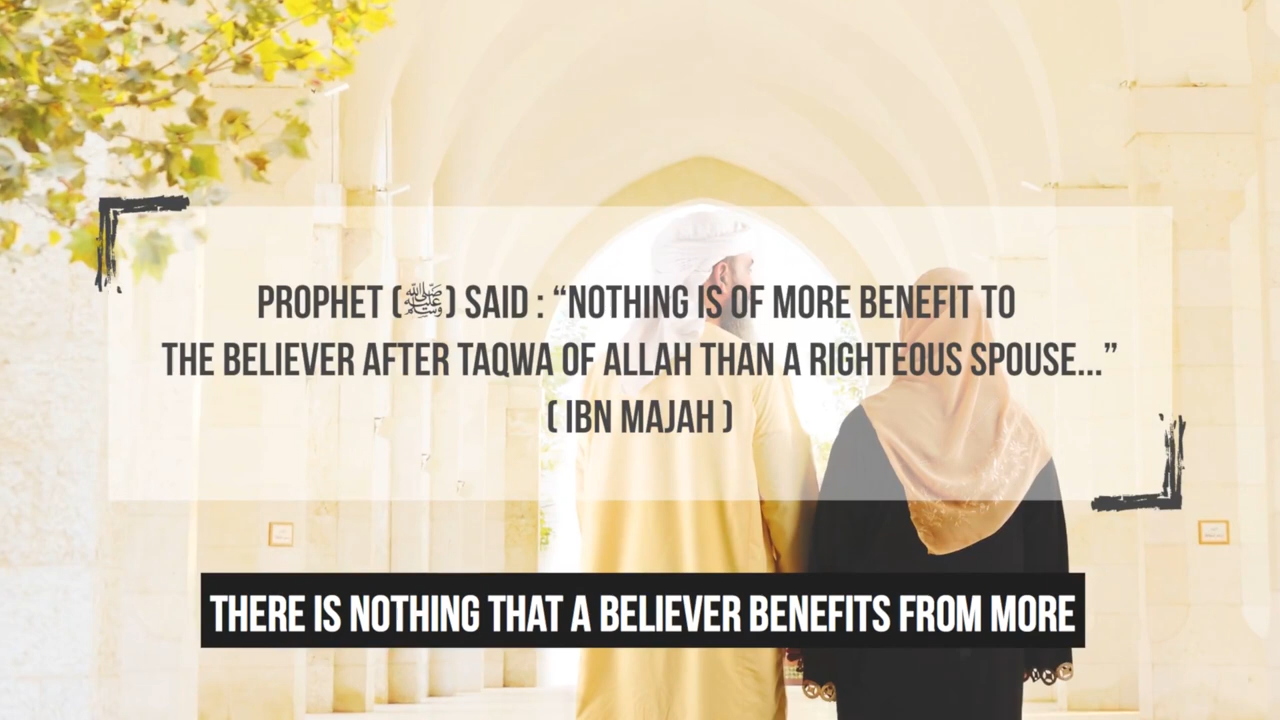 PROPHET (ﷺ) SAID : “NOTHING IS OF MORE BENEFIT TO
THE BELIEVER AFTER TAQWA OF ALLAH THAN A RIGHTEOUS SPOUSE...”
( IBN MAJAH )
THERE IS NOTHING THAT A BELIEVER BENEFITS FROM MORE